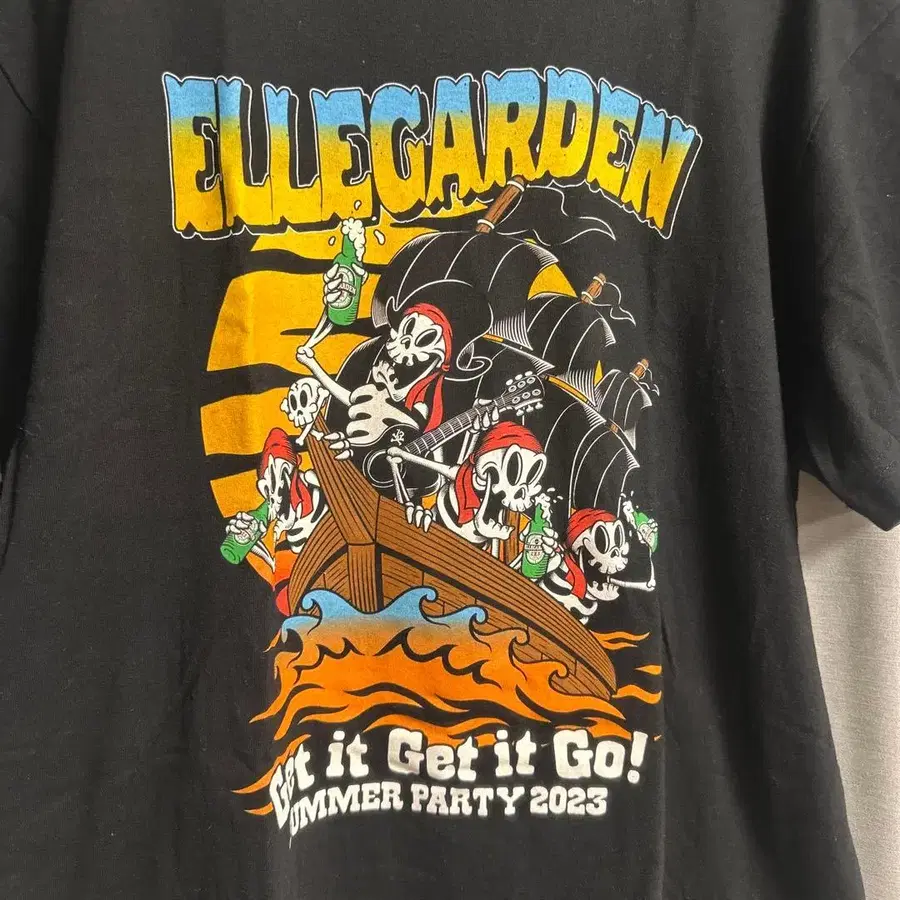 ELLEGARDEN
Get it Get it Go!
SUMMER PARTY 2023